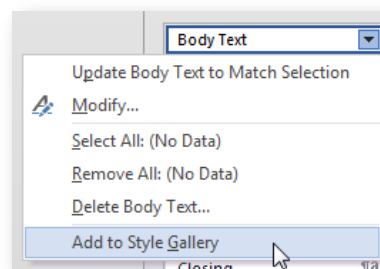 Body Text
Update Body Text to Match Selection
Modify...
Select All: (No Data)
Remove All: (No Data)
Delete Body Text...
Add to Style Gallery
Closing